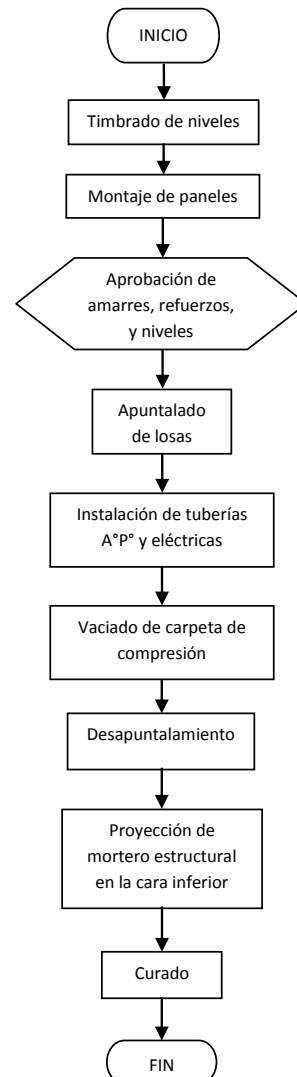 INICIO
Timbrado de niveles
Montaje de paneles
Aprobación de
amarres, refuerzos,
y niveles
Apuntalado
de losas
Instalación de tuberías
A°P° y eléctricas
Vaciado de carpeta de
compresión
Desapuntalamiento
Proyección de
mortero estructural
en la cara inferior
Curado
FIN